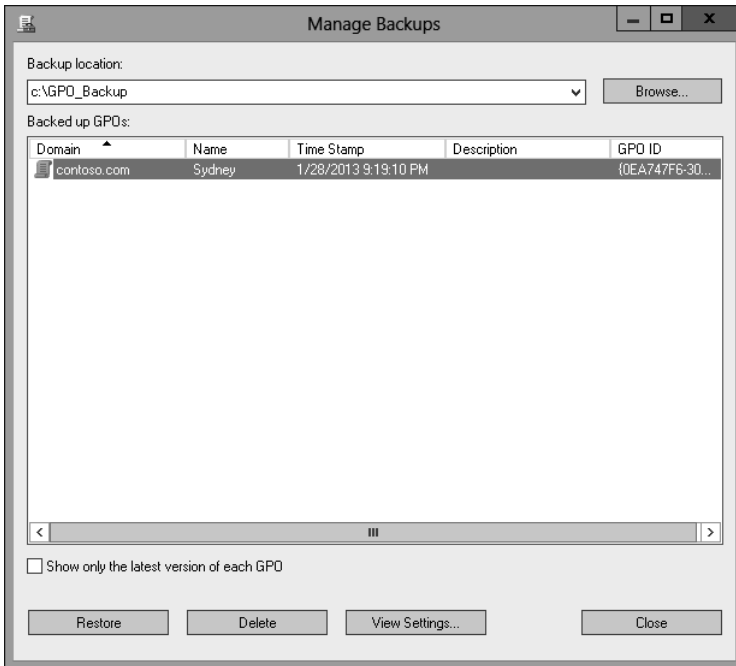 Manage Backups
Backup location:
c:\GPO_Backup
Browse...
Backed up GPOs:
Domain Name Time Stamp Description GPO ID
contoso.com Sydney 1/28/2013 9:19:10 PM {0EA747F6-30...
Show only the latest version of each GPO
Restore Delete View Settings... Close